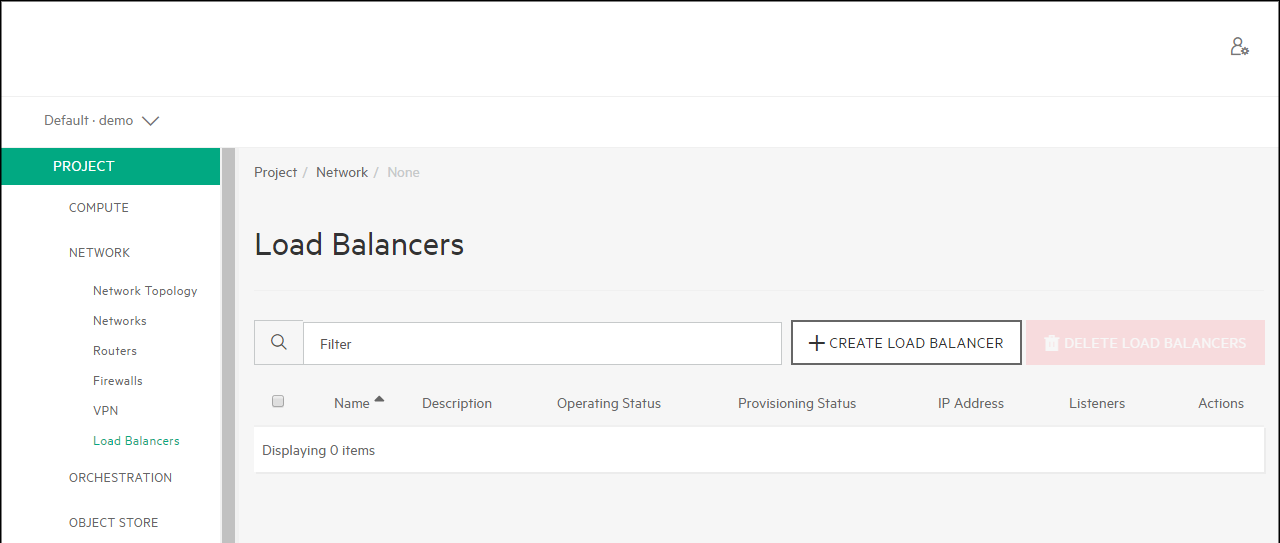 Default · demo
PROJECT
COMPUTE
NETWORK
Network Topology
Networks
Routers
Firewalls
VPN
Load Balancers
ORCHESTRATION
OBJECT STORE
Project / Network / None
Load Balancers
Filter
CREATE LOAD BALANCER
DELETE LOAD BALANCERS
Name Description Operating Status Provisioning Status IP Address Listeners Actions
Displaying 0 items